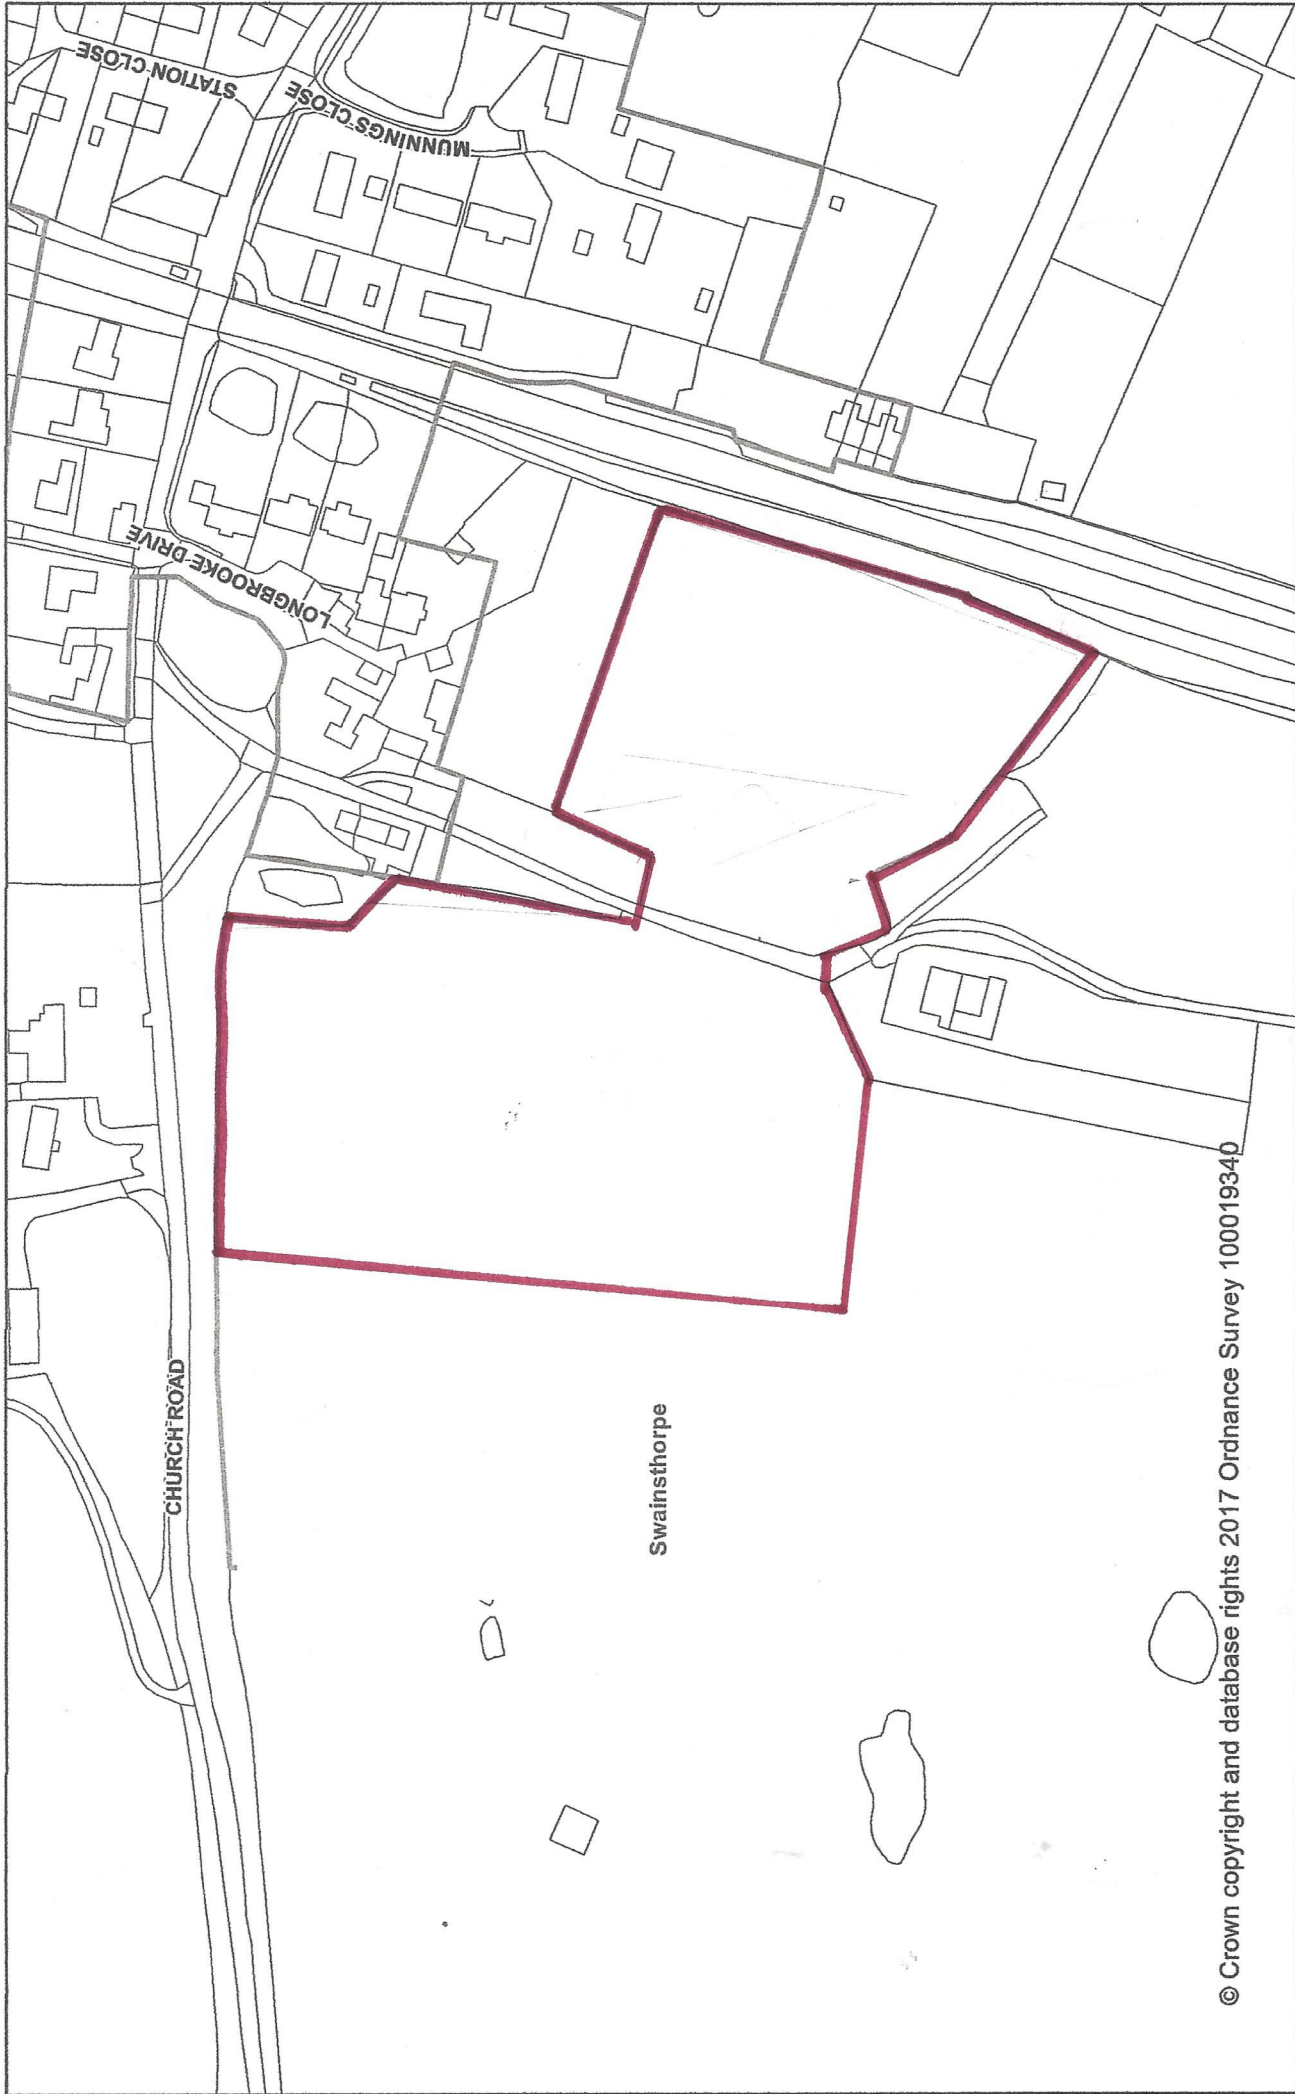 STATION CLOSE
MUNNINGS CLOSE
LONGBROOKE DRIVE
CHURCH ROAD
Swainsthorpe
© Crown copyright and database rights 2017 Ordnance Survey 100019340